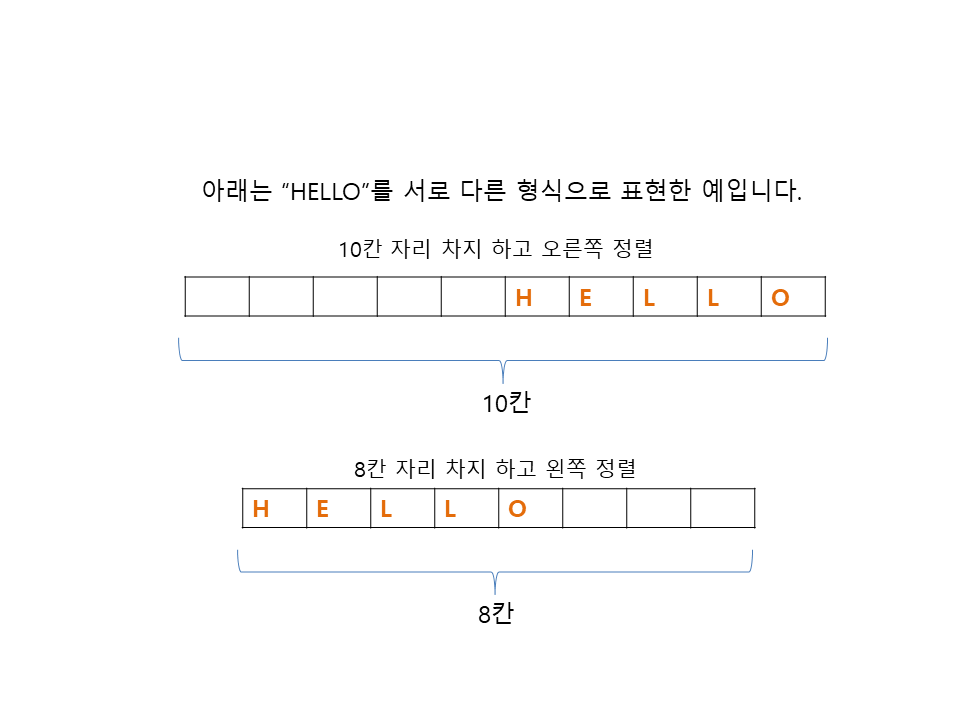 아래는 “HELLO”를 서로 다른 형식으로 표현한 예입니다.
10칸 자리 차지 하고 오른쪽 정렬
H E L L O
10칸
8칸 자리 차지 하고 왼쪽 정렬
H E L L O
8칸